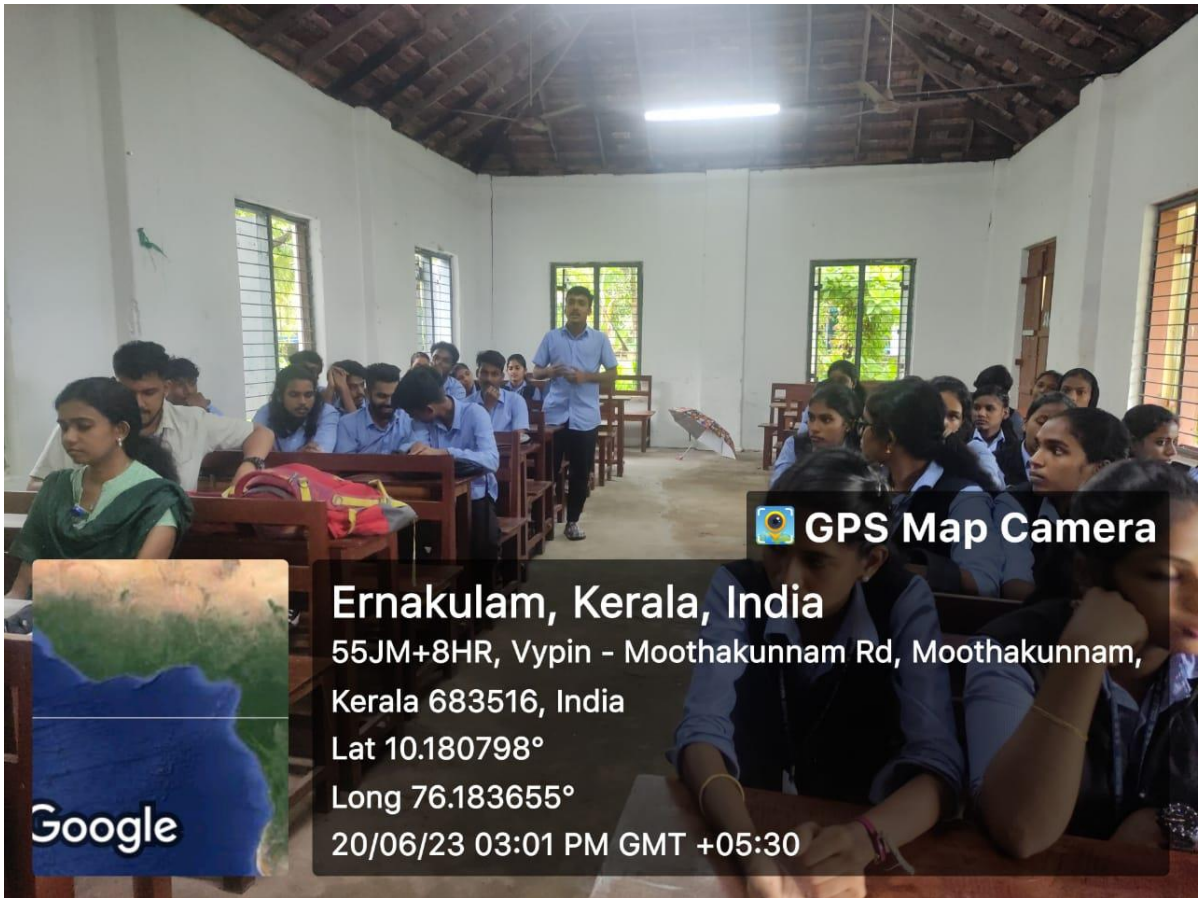 GPS Map Camera
Ernakulam, Kerala, India
55JM+8HR, Vypin - Moothakunnam Rd, Moothakunnam,
Kerala 683516, India
Lat 10.180798°
Long 76.183655°
20/06/23 03:01 PM GMT +05:30
Google